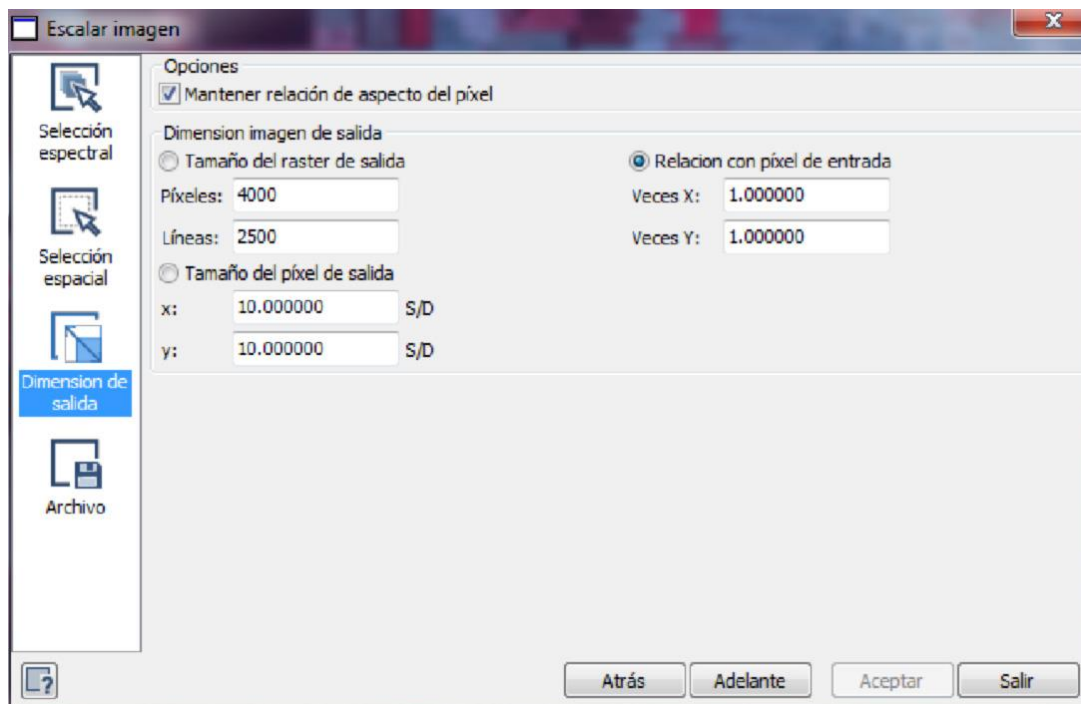 Escalar imagen
x
Selección
espectral
Selección
espacial
Dimension de
salida
Archivo
Opciones
Mantener relación de aspecto del píxel
Dimension imagen de salida
Tamaño del raster de salida
Píxeles: 4000
Líneas: 2500
Tamaño del píxel de salida
x: 10.000000 S/D
y: 10.000000 S/D
Relacion con píxel de entrada
Veces X: 1.000000
Veces Y: 1.000000
?
Atrás Adelante Aceptar Salir